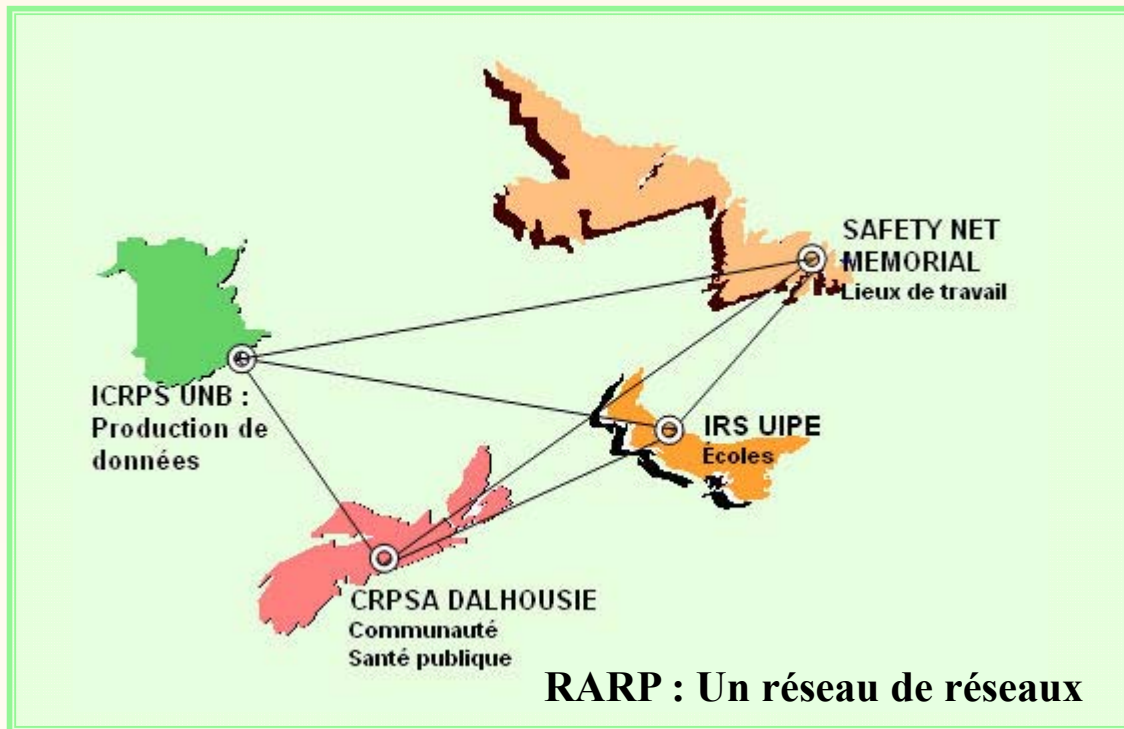 SAFETY NET
MEMORIAL
Lieux de travail
ICRPS UNB :
Production de
données
IRS UIPE
Écoles
CRPSA DALHOUSIE
Communauté
Santé publique
RARP : Un réseau de réseaux